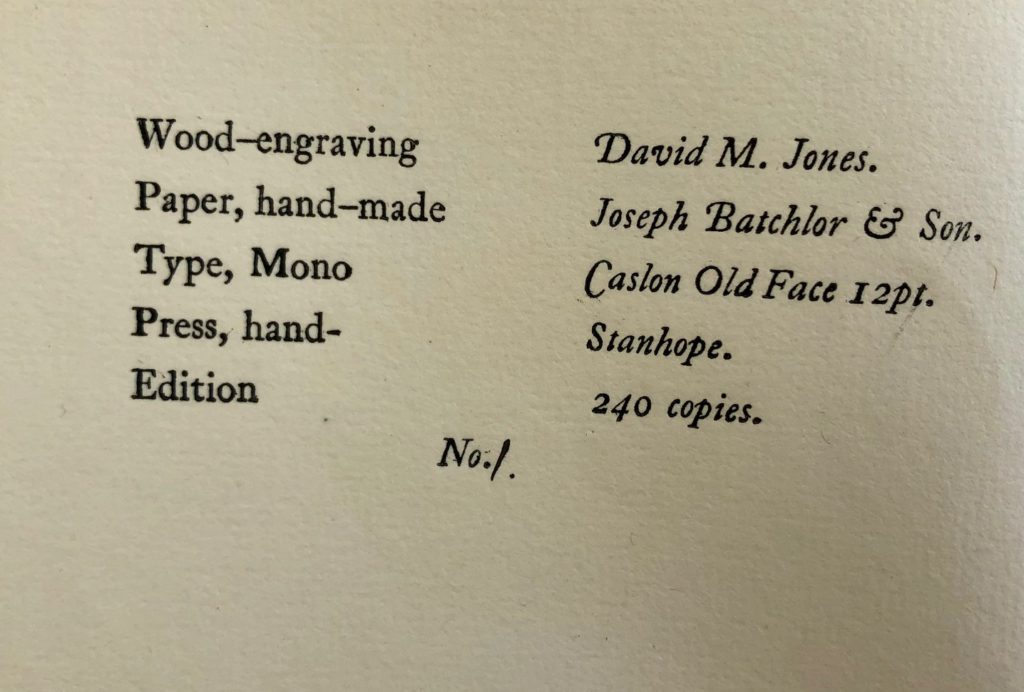 Wood–engraving David M. Jones.
Paper, hand–made Joseph Batchlor & Son.
Type, Mono Caslon Old Face 12pt.
Press, hand- Stanhope.
Edition 240 copies.
No. 1.